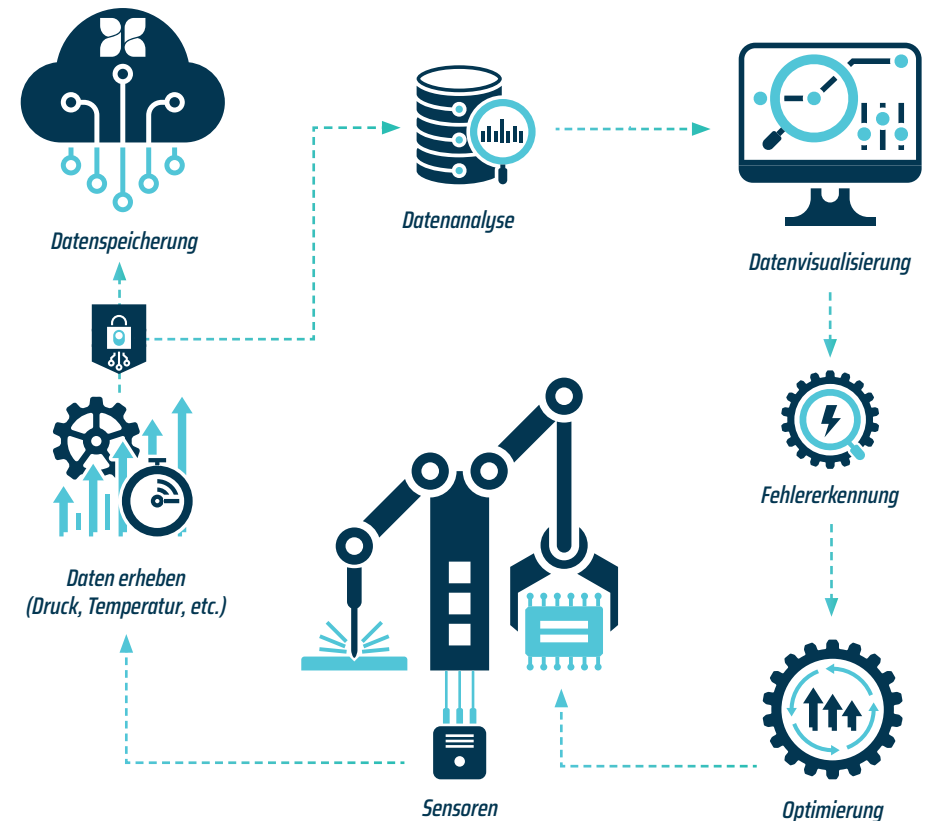 Datenspeicherung
Datenanalyse
Datenvisualisierung
Fehlererkennung
Daten erheben
(Druck, Temperatur, etc.)
Sensoren
Optimierung